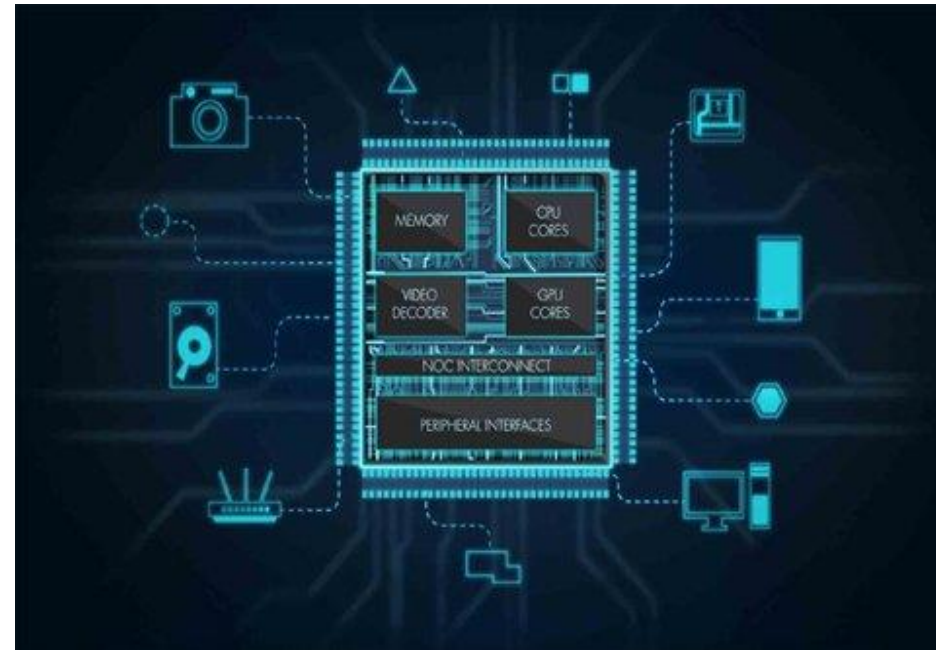 MEMORY
CPU
CORES
VIDEO
DECODER
GPU
CORES
NOC INTERCONNECT
PERIPHERAL INTERFACES